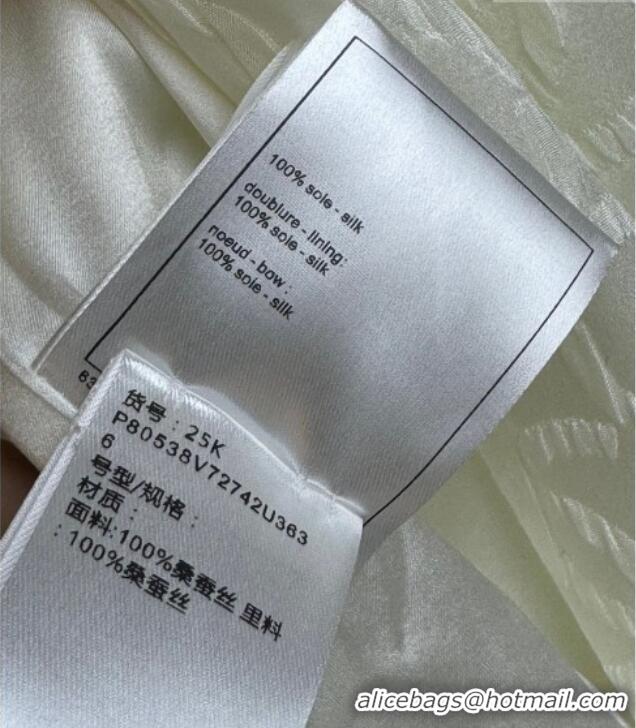 100% soie - silk
doublure - lining:
100% soie - silk
noeud - bow :
100% soie - silk
货号：25K
P80538V72742U363
6
号型/规格：
材质：
面料:100%桑蚕丝 里料
: 100%桑蚕丝
alicebags@hotmail.com